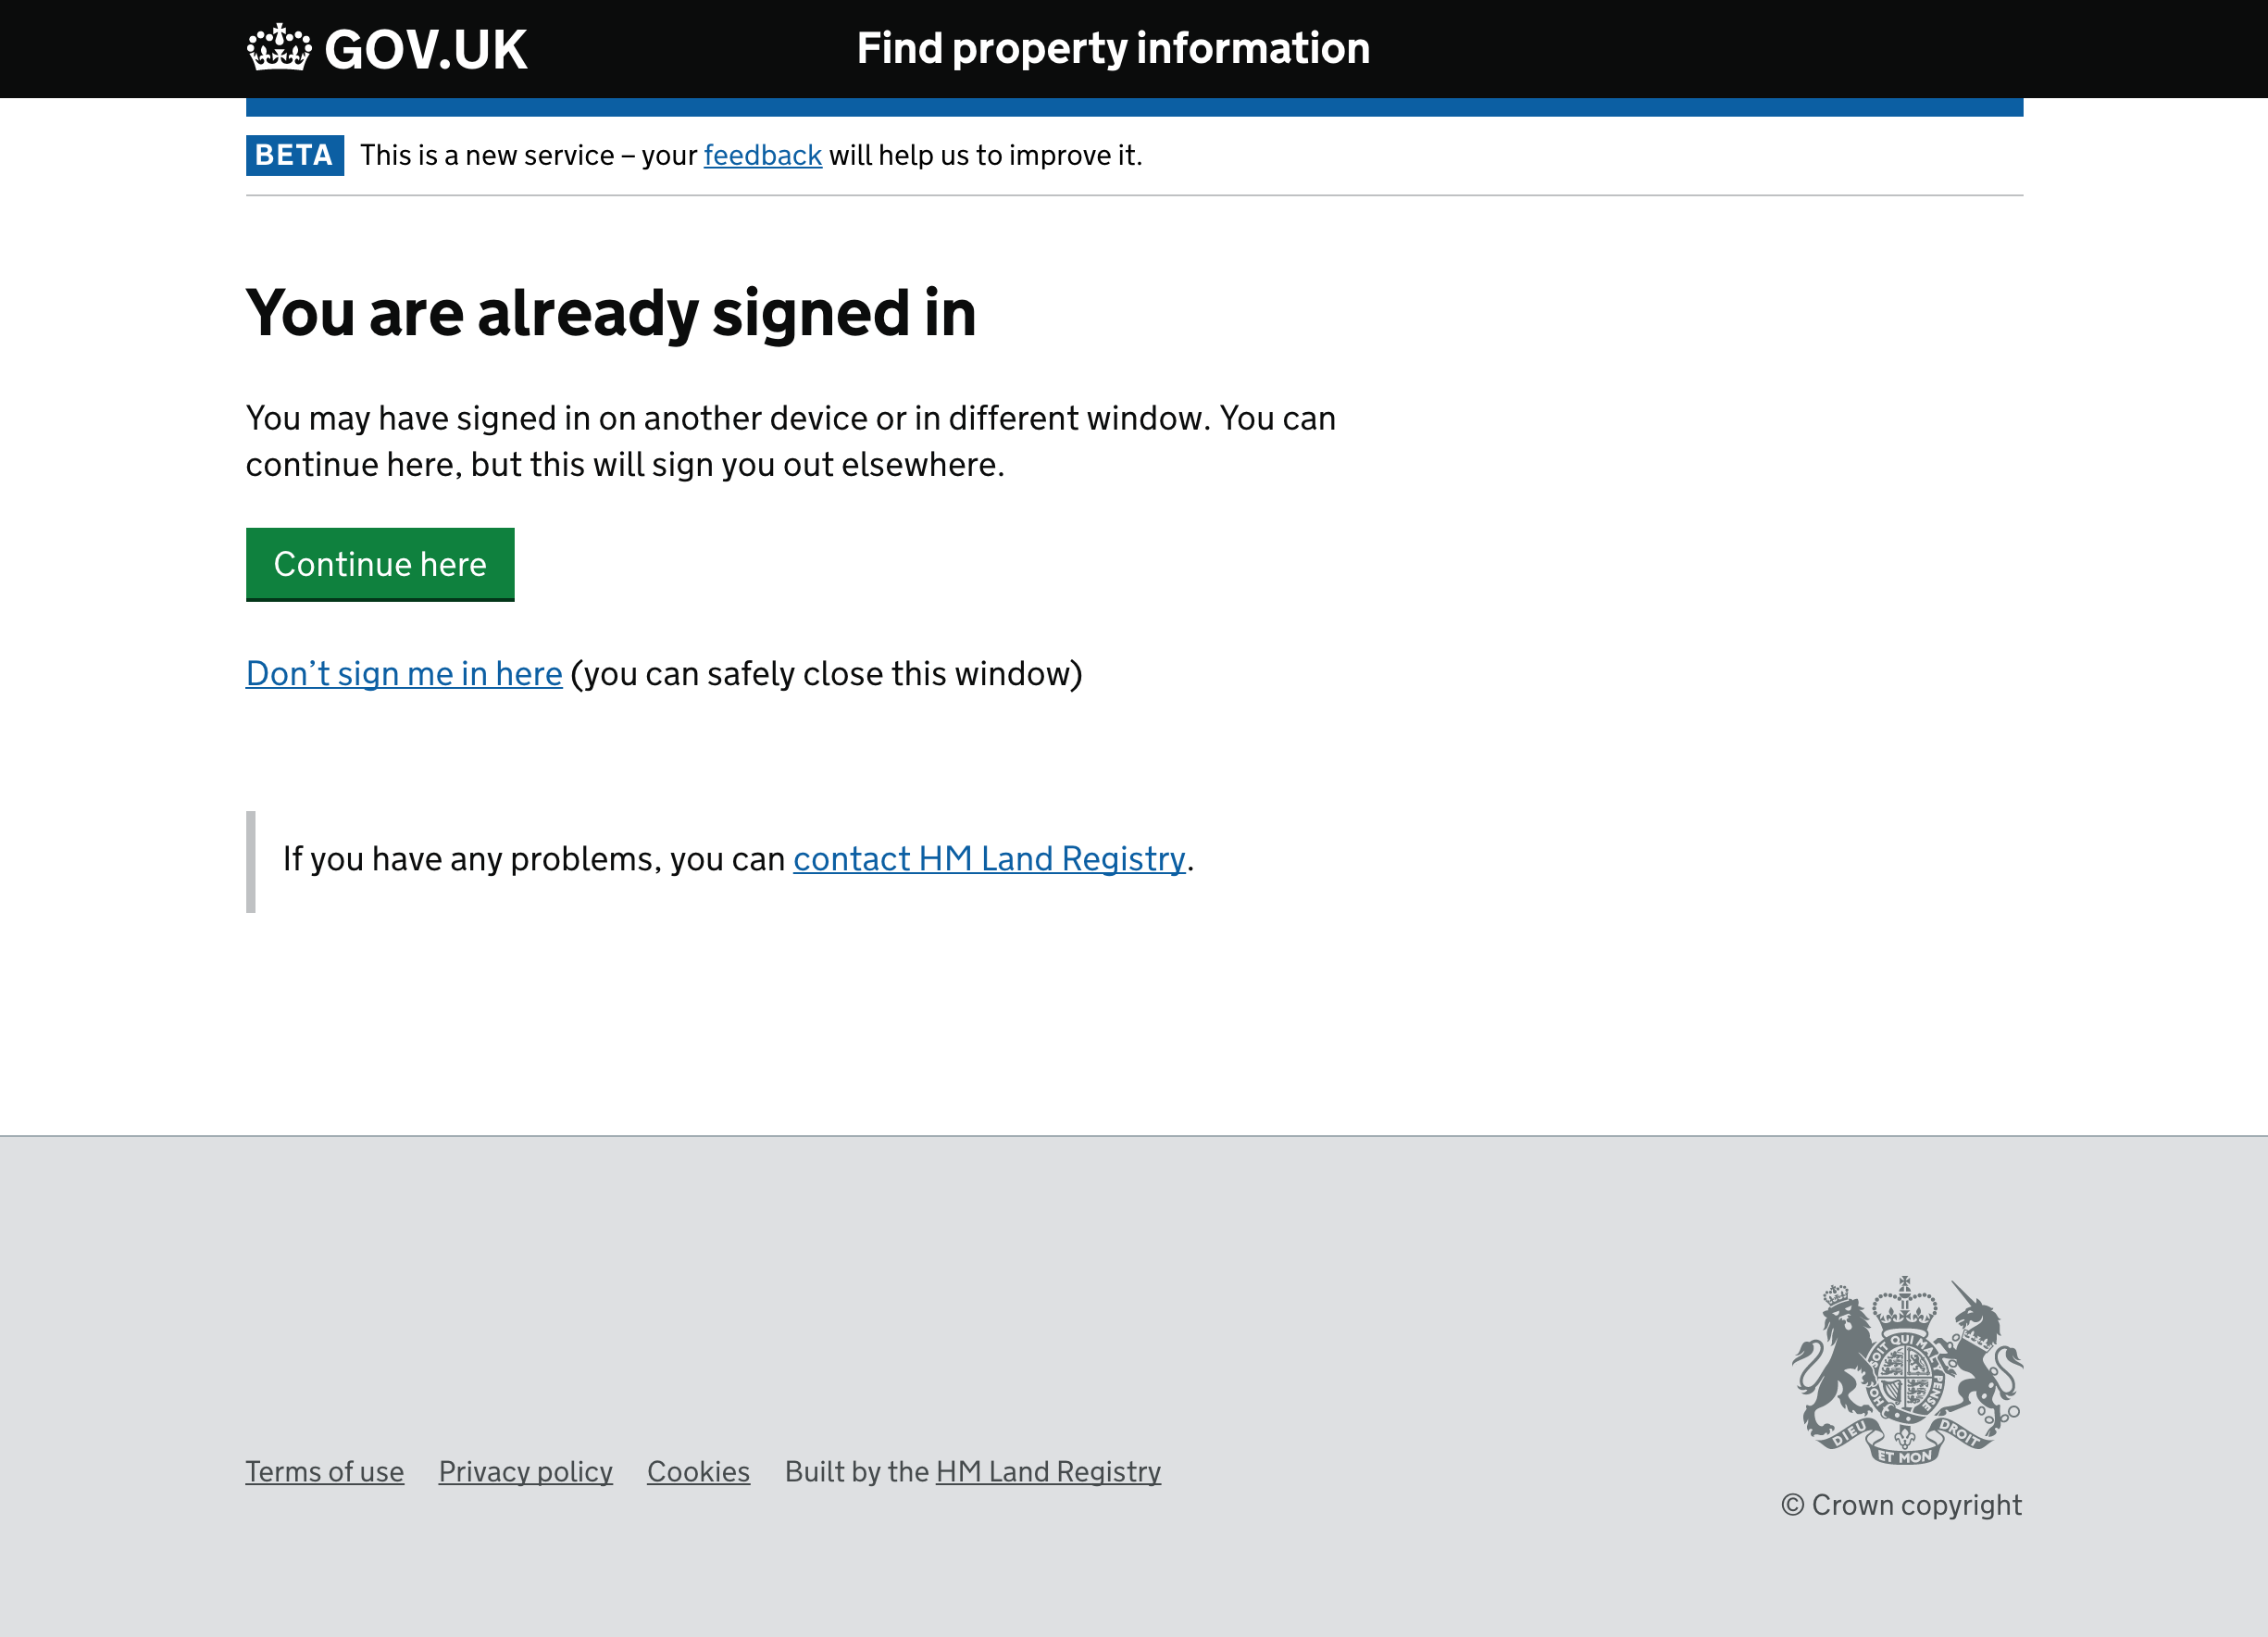 GOV.UK
Find property information
BETA This is a new service – your feedback will help us to improve it.
You are already signed in
You may have signed in on another device or in different window. You can
continue here, but this will sign you out elsewhere.
Continue here
Don’t sign me in here (you can safely close this window)
If you have any problems, you can contact HM Land Registry.
SOIT QUI MAL Y PENSE
DIEU ET MON DROIT
Terms of use Privacy policy Cookies Built by the HM Land Registry
© Crown copyright